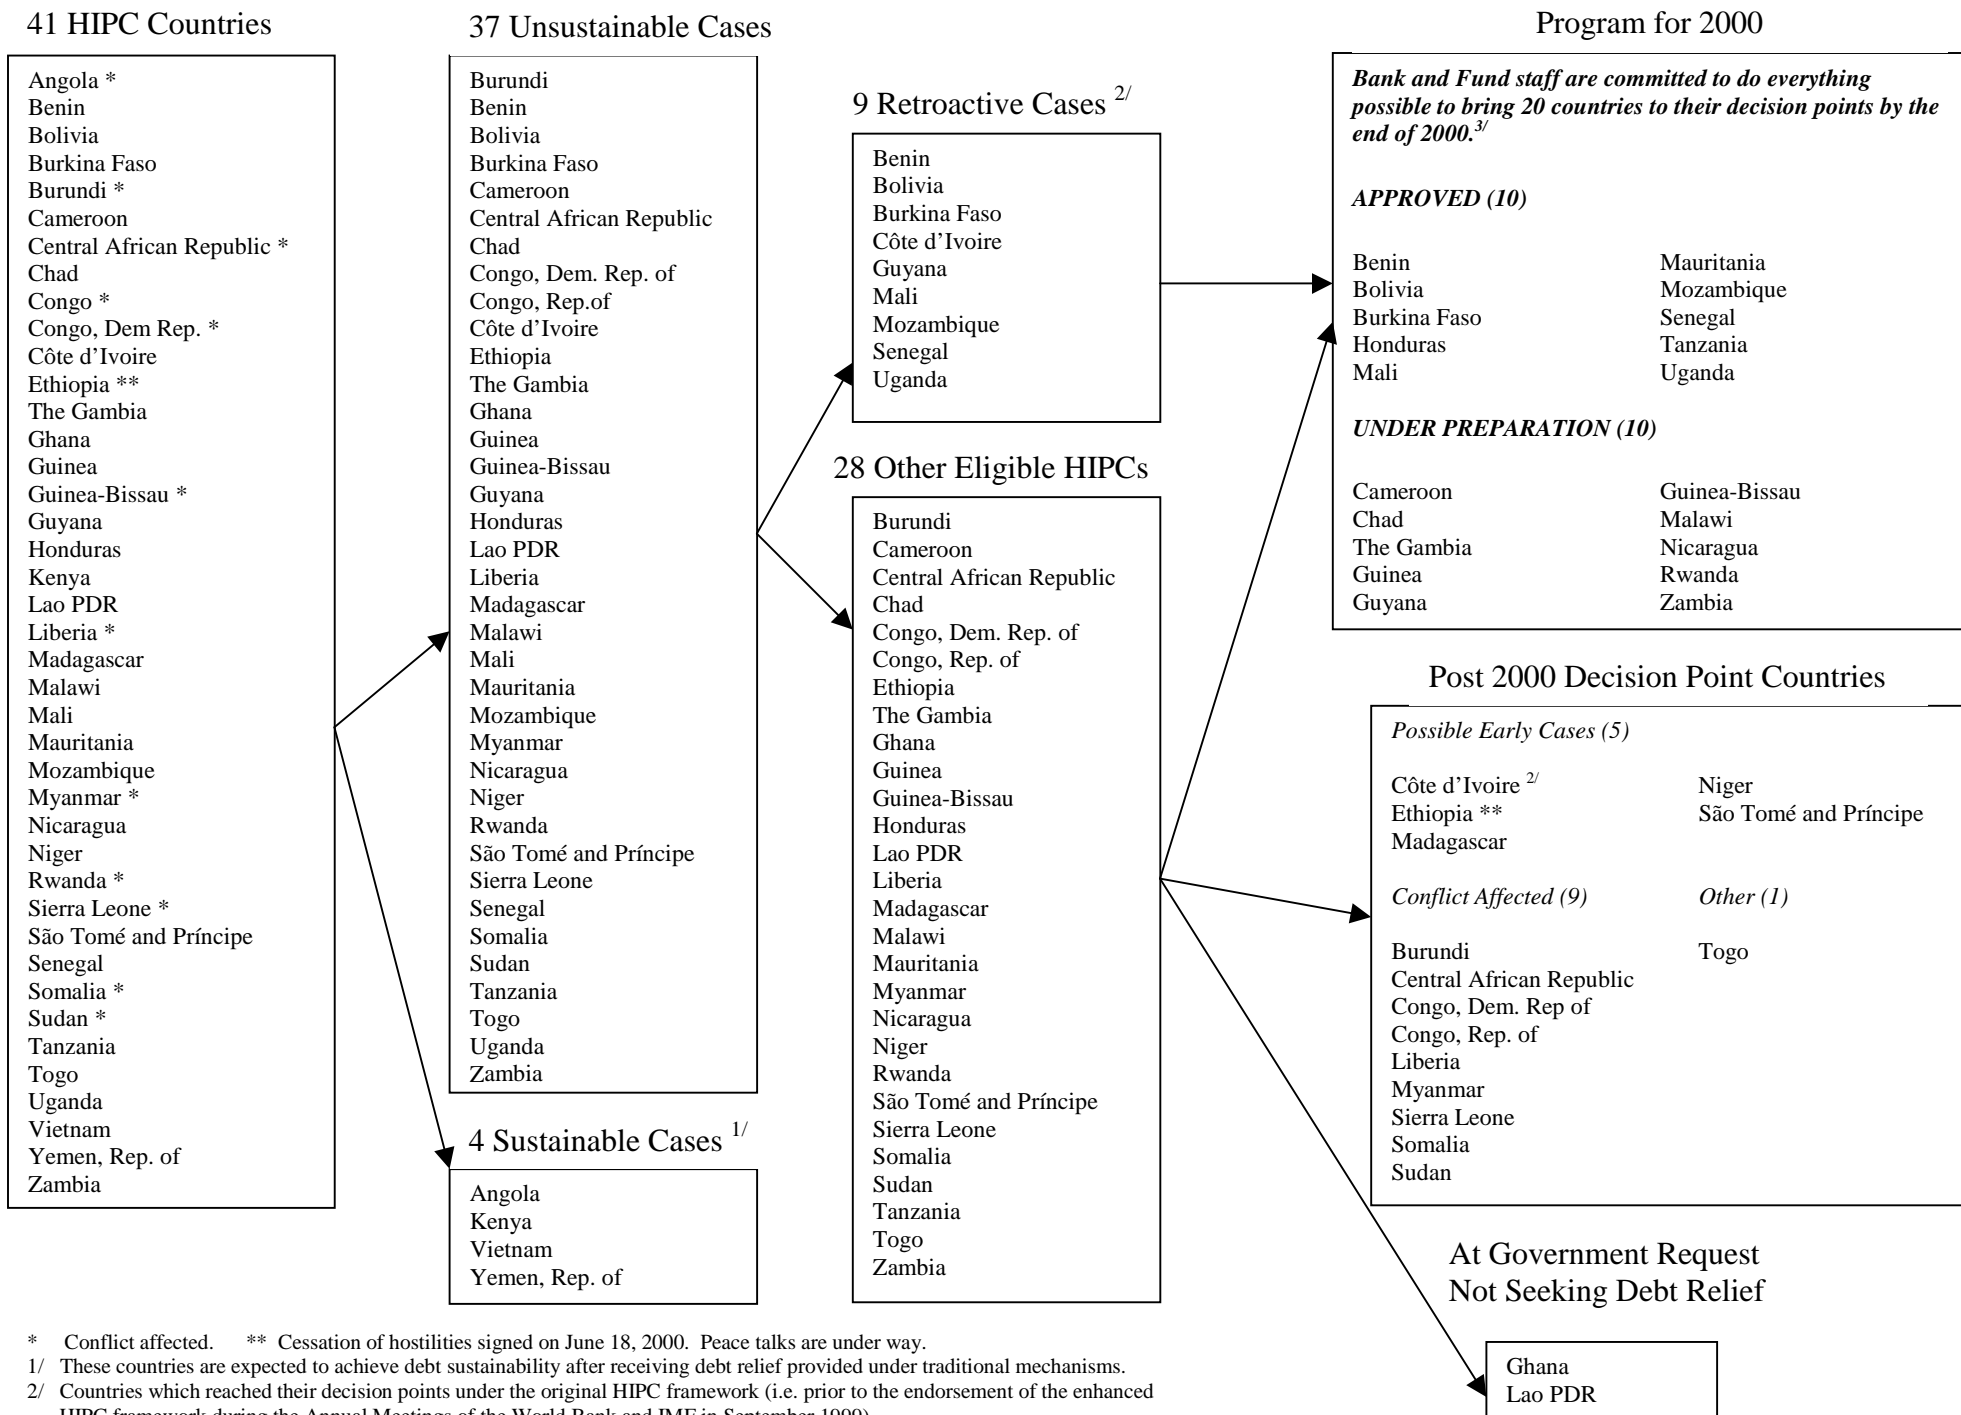 41 HIPC Countries
Angola *
Benin
Bolivia
Burkina Faso
Burundi *
Cameroon
Central African Republic *
Chad
Congo *
Congo, Dem Rep. *
Côte d’Ivoire
Ethiopia **
The Gambia
Ghana
Guinea
Guinea-Bissau *
Guyana
Honduras
Kenya
Lao PDR
Liberia *
Madagascar
Malawi
Mali
Mauritania
Mozambique
Myanmar *
Nicaragua
Niger
Rwanda *
Sierra Leone *
São Tomé and Príncipe
Senegal
Somalia *
Sudan *
Tanzania
Togo
Uganda
Vietnam
Yemen, Rep. of
Zambia
37 Unsustainable Cases
Burundi
Benin
Bolivia
Burkina Faso
Cameroon
Central African Republic
Chad
Congo, Dem. Rep. of
Congo, Rep.of
Côte d’Ivoire
Ethiopia
The Gambia
Ghana
Guinea
Guinea-Bissau
Guyana
Honduras
Lao PDR
Liberia
Madagascar
Malawi
Mali
Mauritania
Mozambique
Myanmar
Nicaragua
Niger
Rwanda
São Tomé and Príncipe
Sierra Leone
Senegal
Somalia
Sudan
Tanzania
Togo
Uganda
Zambia
4 Sustainable Cases 1/
Angola
Kenya
Vietnam
Yemen, Rep. of
9 Retroactive Cases 2/
Benin
Bolivia
Burkina Faso
Côte d’Ivoire
Guyana
Mali
Mozambique
Senegal
Uganda
28 Other Eligible HIPCs
Burundi
Cameroon
Central African Republic
Chad
Congo, Dem. Rep. of
Congo, Rep. of
Ethiopia
The Gambia
Ghana
Guinea
Guinea-Bissau
Honduras
Lao PDR
Liberia
Madagascar
Malawi
Mauritania
Myanmar
Nicaragua
Niger
Rwanda
São Tomé and Príncipe
Sierra Leone
Somalia
Sudan
Tanzania
Togo
Zambia
Program for 2000
Bank and Fund staff are committed to do everything
possible to bring 20 countries to their decision points by the
end of 2000.3/
APPROVED (10)
Benin Mauritania
Bolivia Mozambique
Burkina Faso Senegal
Honduras Tanzania
Mali Uganda
UNDER PREPARATION (10)
Cameroon Guinea-Bissau
Chad Malawi
The Gambia Nicaragua
Guinea Rwanda
Guyana Zambia
Post 2000 Decision Point Countries
Possible Early Cases (5)
Côte d’Ivoire 2/ Niger
Ethiopia ** São Tomé and Príncipe
Madagascar
Conflict Affected (9) Other (1)
Burundi Togo
Central African Republic
Congo, Dem. Rep of
Congo, Rep. of
Liberia
Myanmar
Sierra Leone
Somalia
Sudan
At Government Request
Not Seeking Debt Relief
Ghana
Lao PDR
* Conflict affected. ** Cessation of hostilities signed on June 18, 2000. Peace talks are under way.
1/ These countries are expected to achieve debt sustainability after receiving debt relief provided under traditional mechanisms.
2/ Countries which reached their decision points under the original HIPC framework (i.e. prior to the endorsement of the enhanced
HIPC framework during the Annual Meetings of the World Bank and IMF in September 1999)